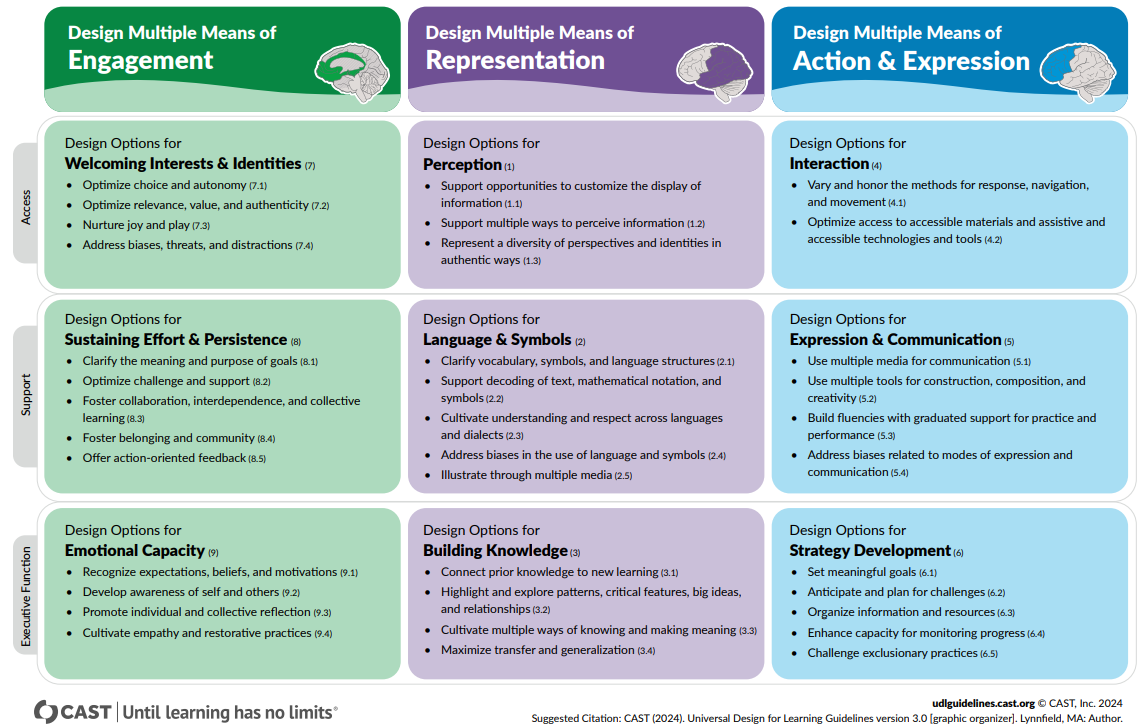 Design Multiple Means of
Engagement
Design Multiple Means of
Representation
Design Multiple Means of
Action & Expression
Access
Design Options for
Welcoming Interests & Identities (7)
• Optimize choice and autonomy (7.1)
• Optimize relevance, value, and authenticity (7.2)
• Nurture joy and play (7.3)
• Address biases, threats, and distractions (7.4)
Design Options for
Perception (1)
• Support opportunities to customize the display of
information (1.1)
• Support multiple ways to perceive information (1.2)
• Represent a diversity of perspectives and identities in
authentic ways (1.3)
Design Options for
Interaction (4)
• Vary and honor the methods for response, navigation,
and movement (4.1)
• Optimize access to accessible materials and assistive and
accessible technologies and tools (4.2)
Support
Design Options for
Sustaining Effort & Persistence (8)
• Clarify the meaning and purpose of goals (8.1)
• Optimize challenge and support (8.2)
• Foster collaboration, interdependence, and collective
learning (8.3)
• Foster belonging and community (8.4)
• Offer action-oriented feedback (8.5)
Design Options for
Language & Symbols (2)
• Clarify vocabulary, symbols, and language structures (2.1)
• Support decoding of text, mathematical notation, and
symbols (2.2)
• Cultivate understanding and respect across languages
and dialects (2.3)
• Address biases in the use of language and symbols (2.4)
• Illustrate through multiple media (2.5)
Design Options for
Expression & Communication (5)
• Use multiple media for communication (5.1)
• Use multiple tools for construction, composition, and
creativity (5.2)
• Build fluencies with graduated support for practice and
performance (5.3)
• Address biases related to modes of expression and
communication (5.4)
Executive Function
Design Options for
Emotional Capacity (9)
• Recognize expectations, beliefs, and motivations (9.1)
• Develop awareness of self and others (9.2)
• Promote individual and collective reflection (9.3)
• Cultivate empathy and restorative practices (9.4)
Design Options for
Building Knowledge (3)
• Connect prior knowledge to new learning (3.1)
• Highlight and explore patterns, critical features, big ideas,
and relationships (3.2)
• Cultivate multiple ways of knowing and making meaning (3.3)
• Maximize transfer and generalization (3.4)
Design Options for
Strategy Development (6)
• Set meaningful goals (6.1)
• Anticipate and plan for challenges (6.2)
• Organize information and resources (6.3)
• Enhance capacity for monitoring progress (6.4)
• Challenge exclusionary practices (6.5)
CAST | Until learning has no limits®
udlguidelines.cast.org © CAST, Inc. 2024
Suggested Citation: CAST (2024). Universal Design for Learning Guidelines version 3.0 [graphic organizer]. Lynnfield, MA: Author.